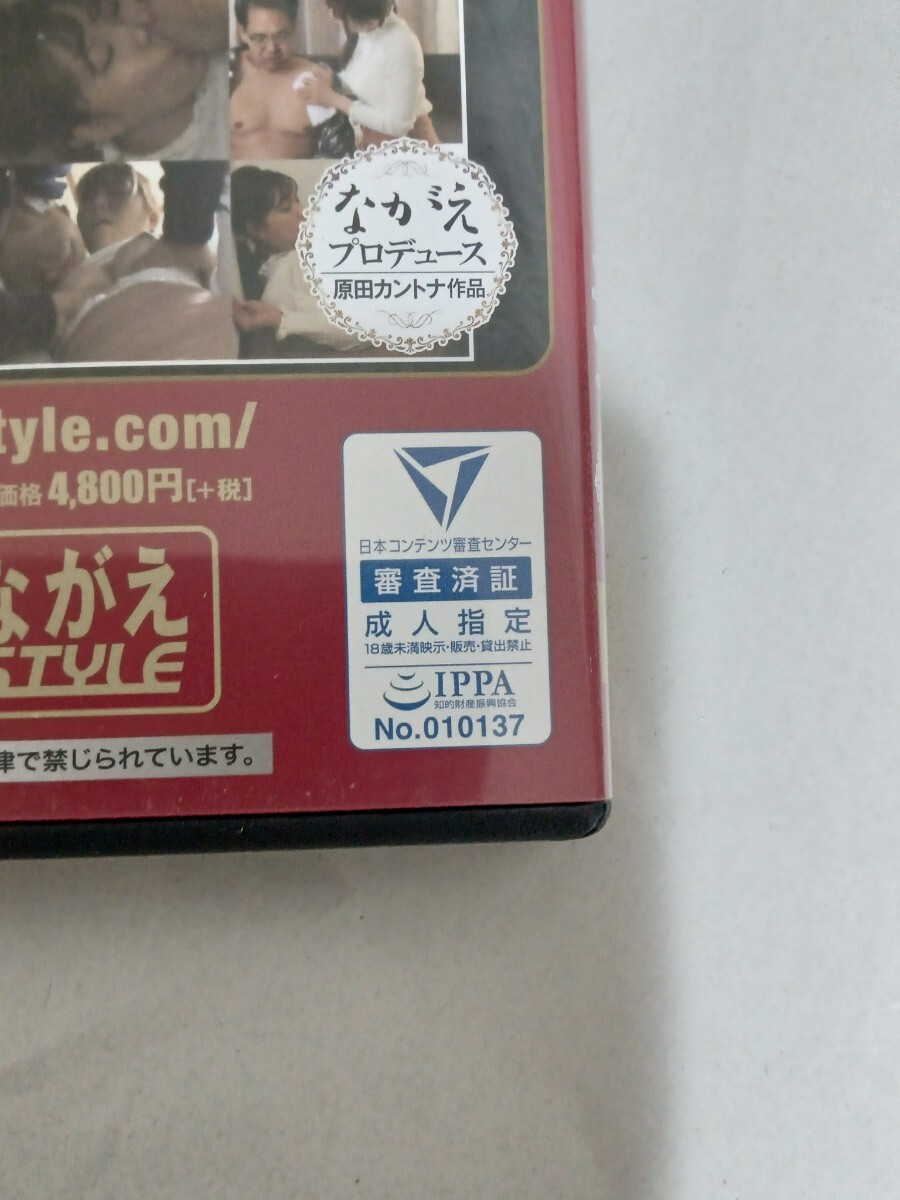 ながえ
プロデュース
原田カントナ作品
tyle.com/
価格 4,800円[+税]
ながえ
STYLE
日本コンテンツ審査センター
審査済証
成人指定
18歳未満映示・販売・貸出禁止
IPPA
知的財産振興協会
No.010137
律で禁じられています。